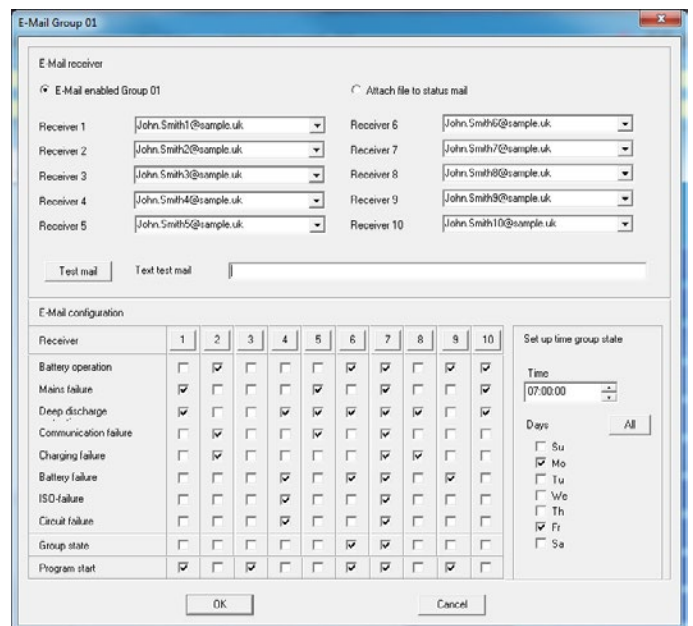 E-Mail Group 01
E-Mail receiver
E-Mail enabled Group 01 Attach file to status mail
Receiver 1 John.Smith1@sample.uk Receiver 6 John.Smith6@sample.uk
Receiver 2 John.Smith2@sample.uk Receiver 7 John.Smith7@sample.uk
Receiver 3 John.Smith3@sample.uk Receiver 8 John.Smith8@sample.uk
Receiver 4 John.Smith4@sample.uk Receiver 9 John.Smith9@sample.uk
Receiver 5 John.Smith5@sample.uk Receiver 10 John.Smith10@sample.uk
Test mail Text test mail
E-Mail configuration
Receiver 1 2 3 4 5 6 7 8 9 10 Set up time group state
Battery operation Time
Mains failure 07:00:00
Deep discharge
Communication failure Days All
Charging failure Su
Mo
Battery failure Tu
ISO-failure We
Th
Circuit failure Fr
Group state Sa
Program start
OK Cancel